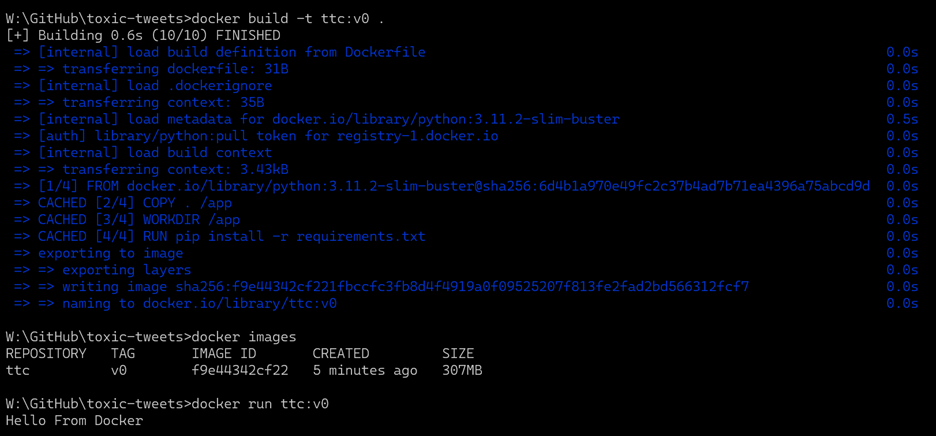 W:\GitHub\toxic-tweets>docker build -t ttc:v0 .
[+] Building 0.6s (10/10) FINISHED
=> [internal] load build definition from Dockerfile 0.0s
=> => transferring dockerfile: 31B 0.0s
=> [internal] load .dockerignore 0.0s
=> => transferring context: 35B 0.0s
=> [internal] load metadata for docker.io/library/python:3.11.2-slim-buster 0.5s
=> [auth] library/python:pull token for registry-1.docker.io 0.0s
=> [internal] load build context 0.0s
=> => transferring context: 3.43kB 0.0s
=> [1/4] FROM docker.io/library/python:3.11.2-slim-buster@sha256:6d4b1a970e49fc2c37b4ad7b71ea4396a75abcd9d 0.0s
=> CACHED [2/4] COPY . /app 0.0s
=> CACHED [3/4] WORKDIR /app 0.0s
=> CACHED [4/4] RUN pip install -r requirements.txt 0.0s
=> exporting to image 0.0s
=> => exporting layers 0.0s
=> => writing image sha256:f9e44342cf221fbccfc3fb8d4f4919a0f09525207f813fe2fad2bd566312fcf7 0.0s
=> => naming to docker.io/library/ttc:v0 0.0s
W:\GitHub\toxic-tweets>docker images
REPOSITORY TAG IMAGE ID CREATED SIZE
ttc v0 f9e44342cf22 5 minutes ago 307MB
W:\GitHub\toxic-tweets>docker run ttc:v0
Hello From Docker